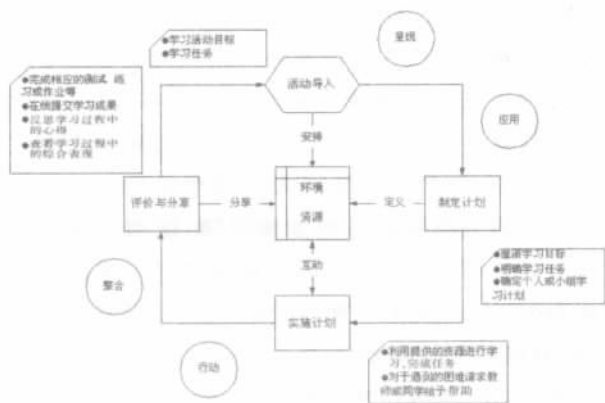 ●学习活动目标
●学习任务
呈现
●完成相应的测试、练
习或作业等
●在线提交学习成果
●反思学习过程中
的心得
●查看学习过程中
的综合表现
活动导入
应用
安排
评价与分享
分享
环境
资源
定义
制定计划
互动
整合
实施计划
学习目标
●明确学习任务
●确定个人或小组学
习计划
行动
●利用提供的资源进行学
习,完成任务
●对于遇到的困难请求教
师或同学给予帮助